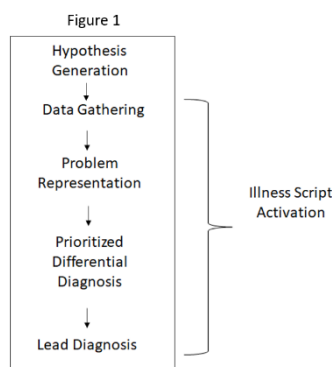 Figure 1
Hypothesis
Generation
Data Gathering
Problem
Representation
Prioritized
Differential
Diagnosis
Lead Diagnosis
Illness Script
Activation